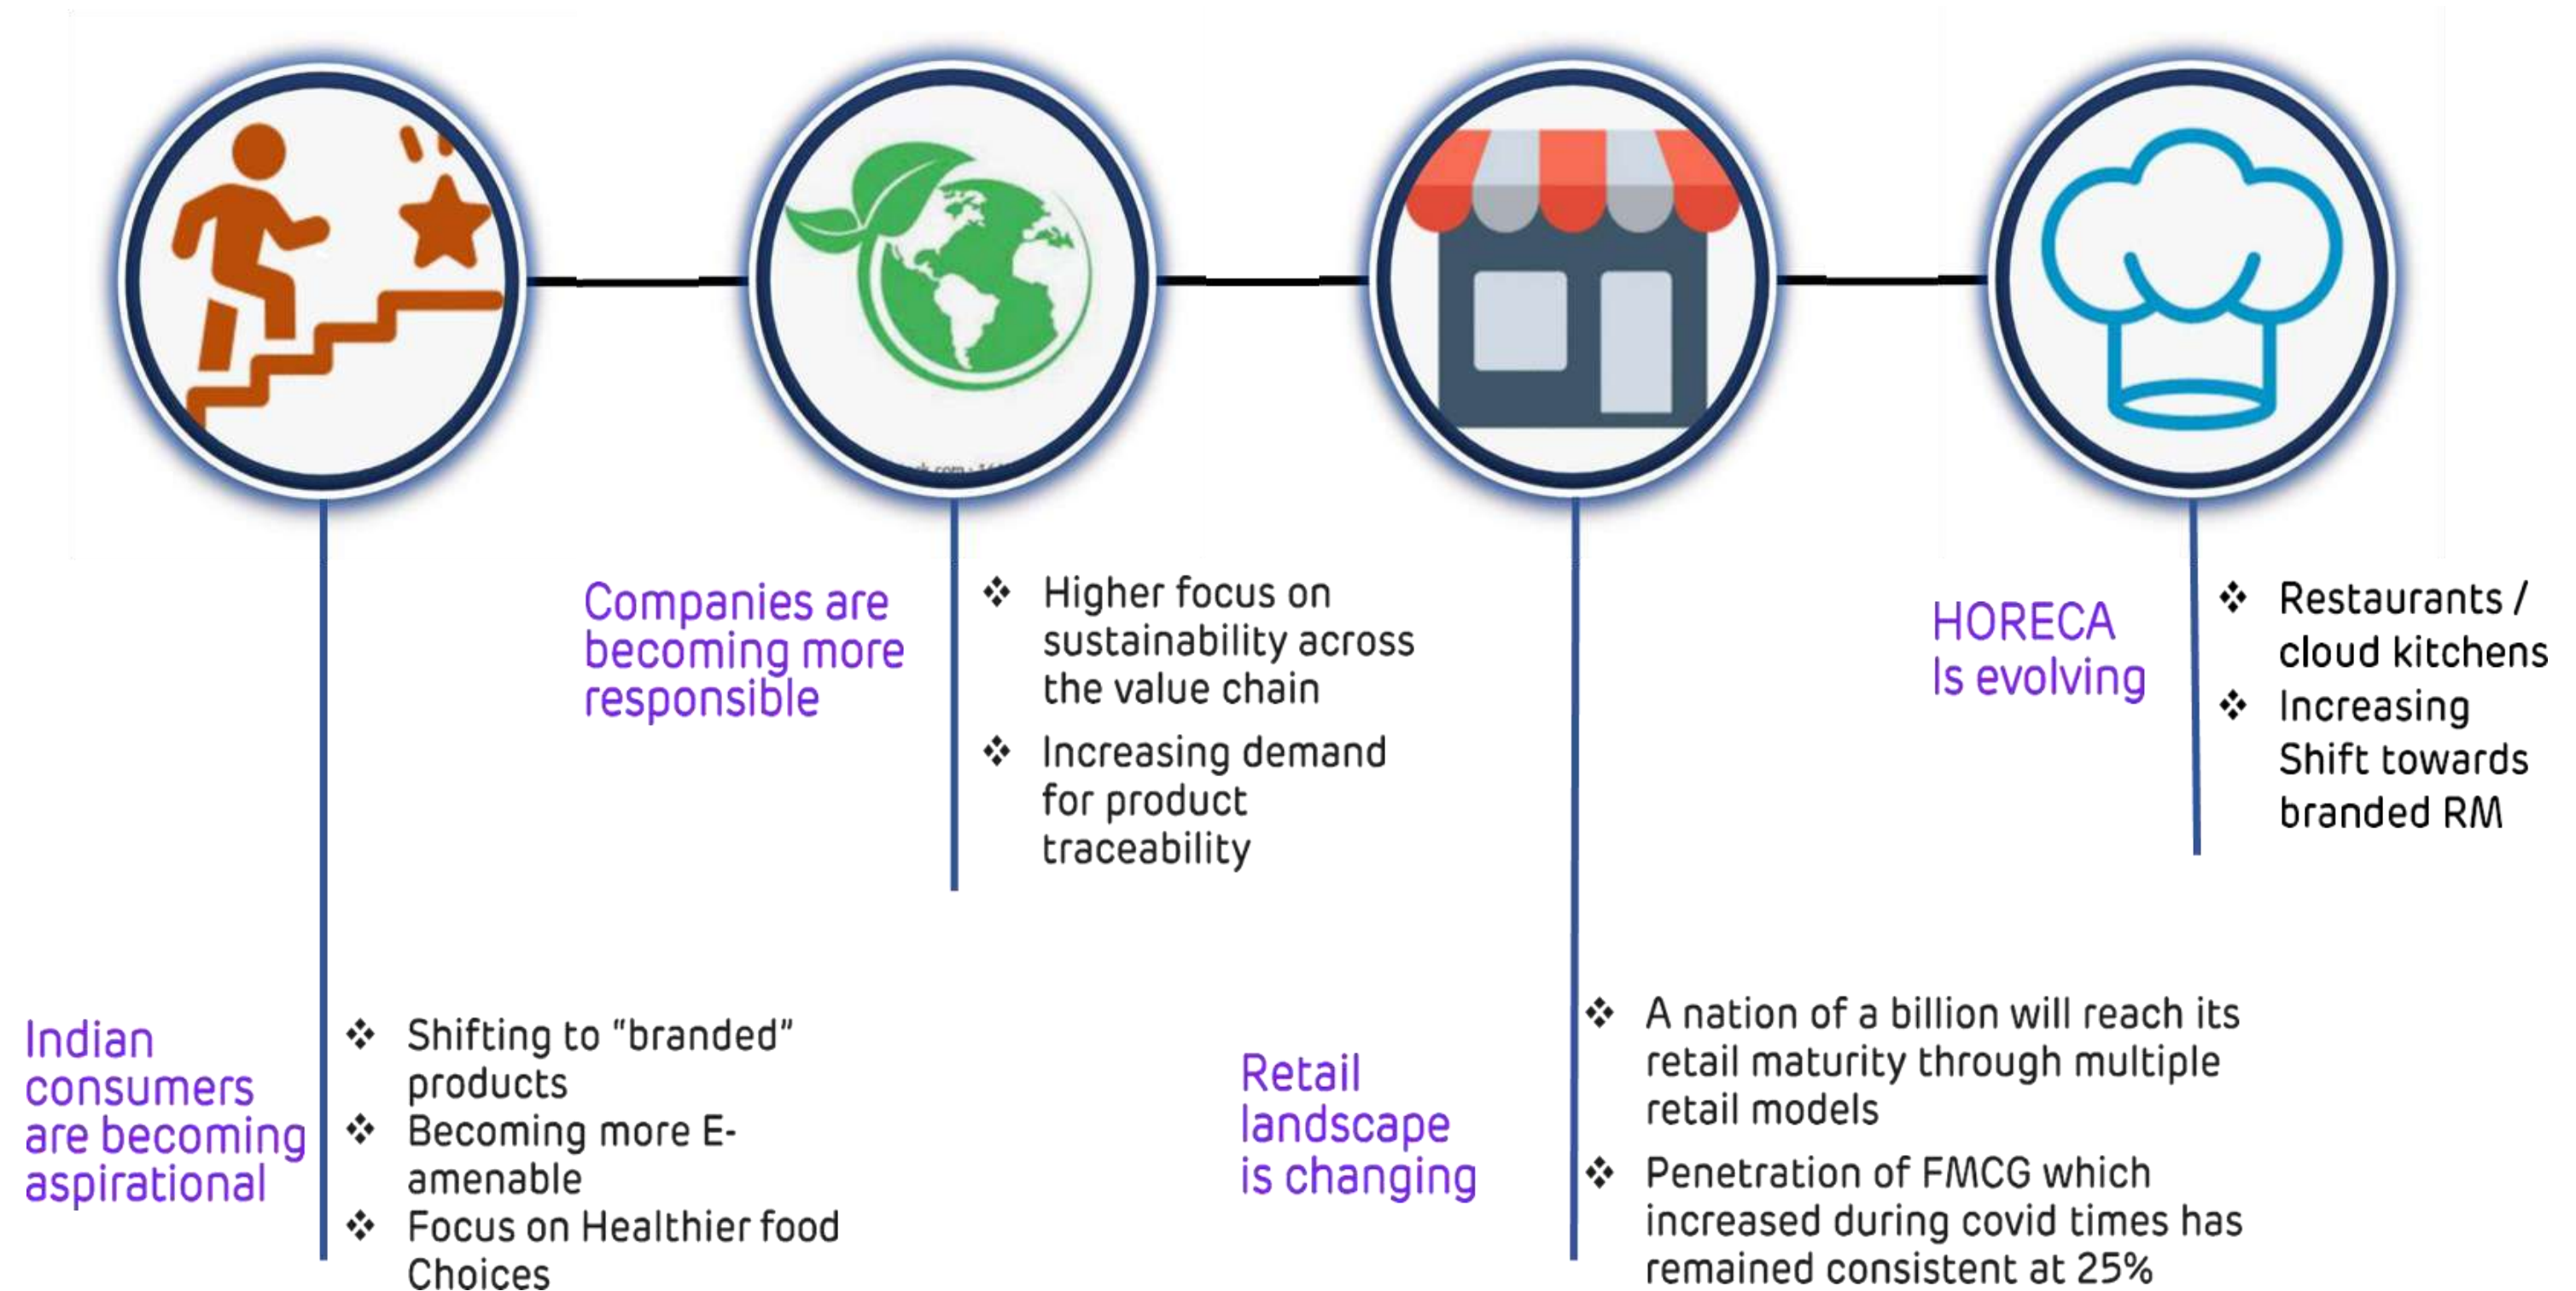 Indian
consumers
are becoming
aspirational
❖ Shifting to "branded"
products
❖ Becoming more E-
amenable
❖ Focus on Healthier food
Choices
Companies are
becoming more
responsible
❖ Higher focus on
sustainability across
the value chain
❖ Increasing demand
for product
traceability
Retail
landscape
is changing
❖ A nation of a billion will reach its
retail maturity through multiple
retail models
❖ Penetration of FMCG which
increased during covid times has
remained consistent at 25%
HORECA
Is evolving
❖ Restaurants /
cloud kitchens
❖ Increasing
Shift towards
branded RM